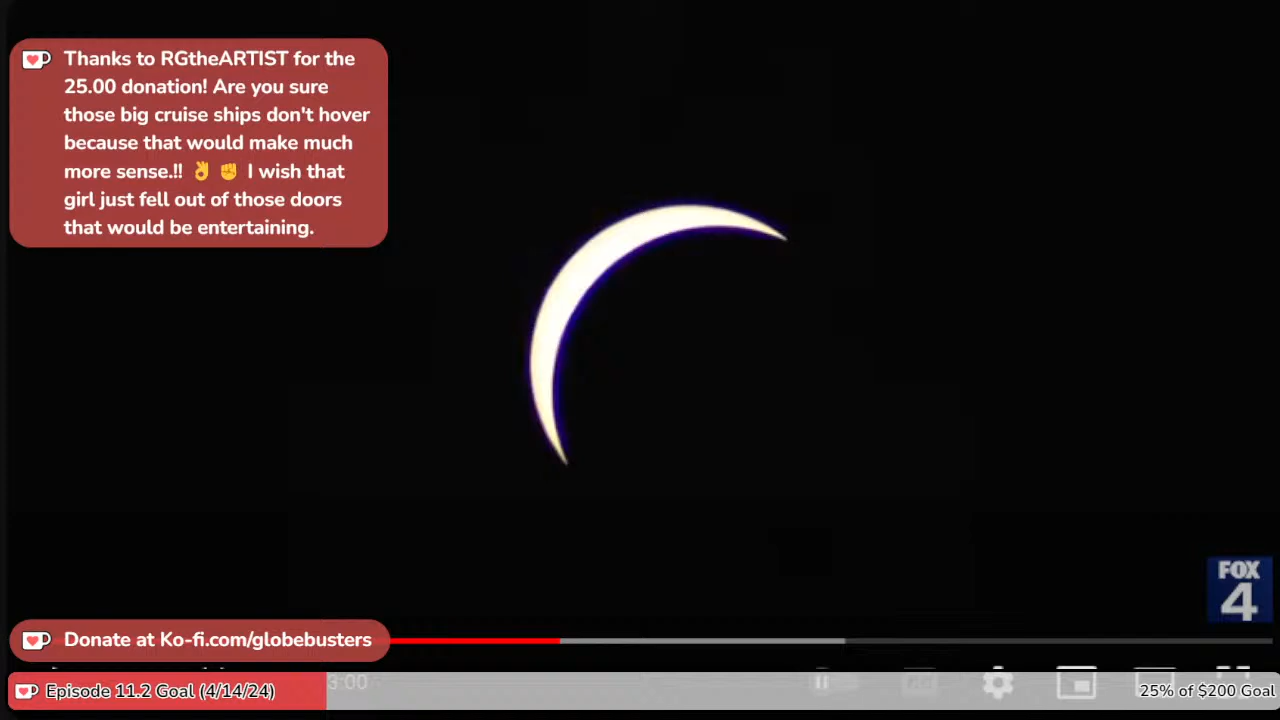 Thanks to RGtheARTIST for the
25.00 donation! Are you sure
those big cruise ships don't hover
because that would make much
more sense.!! 👌 ✊ I wish that
girl just fell out of those doors
that would be entertaining.
FOX
4
Donate at Ko-fi.com/globebusters
3:00
Episode 11.2 Goal (4/14/24)
25% of $200 Goal